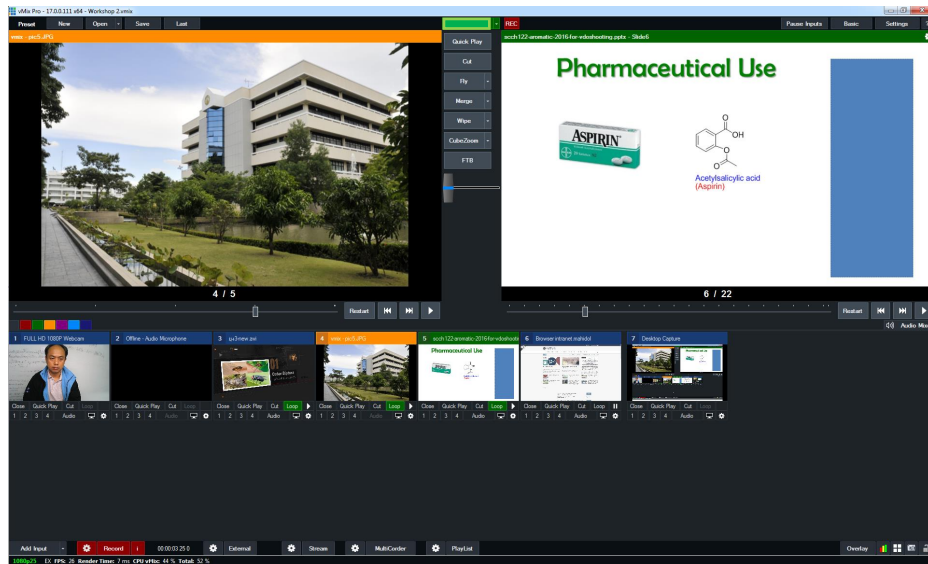 vMix Pro - 17.0.0.111 x64 - Workshop 2.vmix
Preset New Open Save Last
REC
Pause Inputs Basic Settings
pic5.JPG
scch122-aromatic-2016-for-vdoshooting.pptx - Slide6
Quick Play
Cut
Fly
Merge
Wipe
CubeZoom
FTB
Pharmaceutical Use
ASPIRIN
O
OH
O
O
Acetylsalicylic acid
(Aspirin)
4 / 5
6 / 22
Restart
Restart
Audio Mix
1 FULL HD 1080P Webcam
2 Offline - Audio Microphone
3
4 pic5.JPG
5 scch122-aromatic-2016-for-vdoshooti
6 Browser intranet.mahidol
7 Desktop Capture
Pharmaceutical Use
Close Quick Play Cut Loop
Close Quick Play Cut Loop
Close Quick Play Cut Loop
Close Quick Play Cut Loop
Close Quick Play Cut Loop
Close Quick Play Cut Loop
Close Quick Play Cut Loop
1 2 3 4 Audio
1 2 3 4 Audio
1 2 3 4 Audio
1 2 3 4 Audio
1 2 3 4 Audio
1 2 3 4 Audio
1 2 3 4 Audio
Add Input Record i 00:00:03 25 0 External Stream MultiCorder PlayList Overlay
1080p25 EX FPS: 26 Render Time: 7 ms CPU vMix: 44 % Total: 52 %